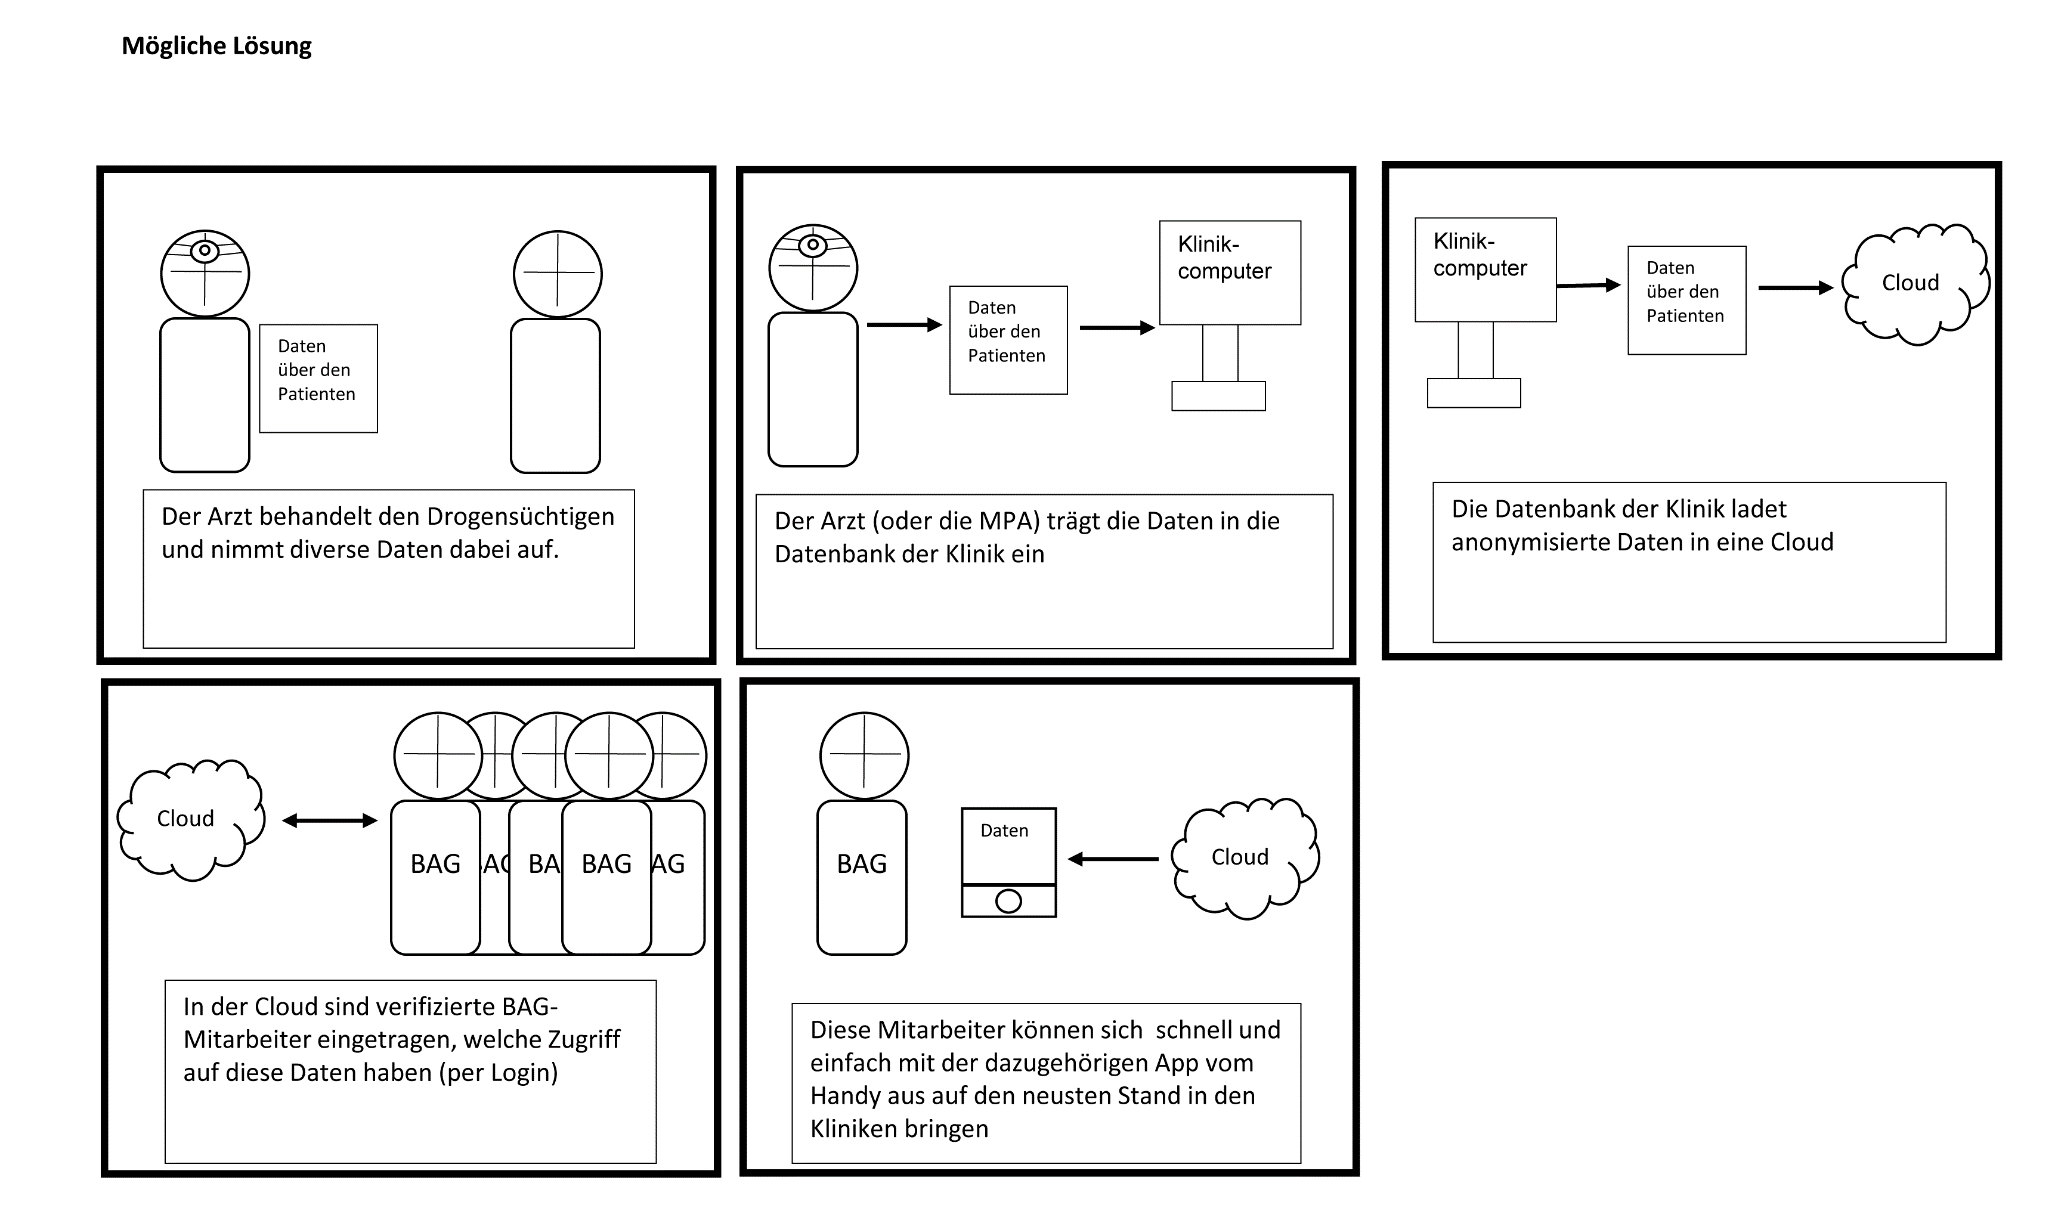 Mögliche Lösung
Daten
über den
Patienten
Der Arzt behandelt den Drogensüchtigen
und nimmt diverse Daten dabei auf.
Daten
über den
Patienten
Klinik-
computer
Der Arzt (oder die MPA) trägt die Daten in die
Datenbank der Klinik ein
Klinik-
computer
Daten
über den
Patienten
Cloud
Die Datenbank der Klinik ladet
anonymisierte Daten in eine Cloud
Cloud
BAG AG BA BAG AG
In der Cloud sind verifizierte BAG-
Mitarbeiter eingetragen, welche Zugriff
auf diese Daten haben (per Login)
BAG
Daten
Cloud
Diese Mitarbeiter können sich  schnell und
einfach mit der dazugehörigen App vom
Handy aus auf den neusten Stand in den
Kliniken bringen